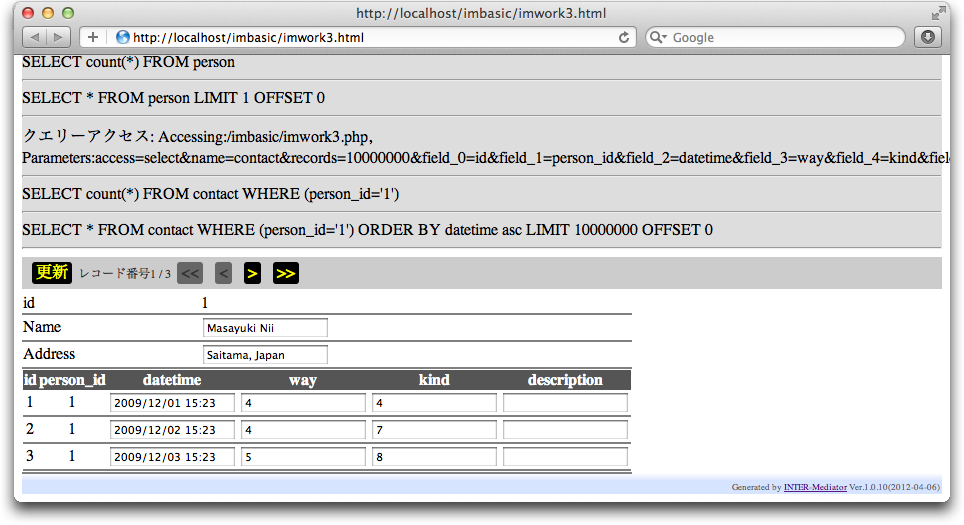 http://localhost/imbasic/imwork3.html
http://localhost/imbasic/imwork3.html
Google
SELECT count(*) FROM person
SELECT * FROM person LIMIT 1 OFFSET 0
クエリーアクセス: Accessing:/imbasic/imwork3.php,
Parameters:access=select&name=contact&records=10000000&field_0=id&field_1=person_id&field_2=datetime&field_3=way&field_4=kind&fiel
SELECT count(*) FROM contact WHERE (person_id='1')
SELECT * FROM contact WHERE (person_id='1') ORDER BY datetime asc LIMIT 10000000 OFFSET 0
更新 レコード番号1 / 3 << < > >>
id 1
Name Masayuki Nii
Address Saitama, Japan
id person_id datetime way kind description
1 1 2009/12/01 15:23 4 4
2 1 2009/12/02 15:23 4 7
3 1 2009/12/03 15:23 5 8
Generated by INTER-Mediator Ver.1.0.10(2012-04-06)